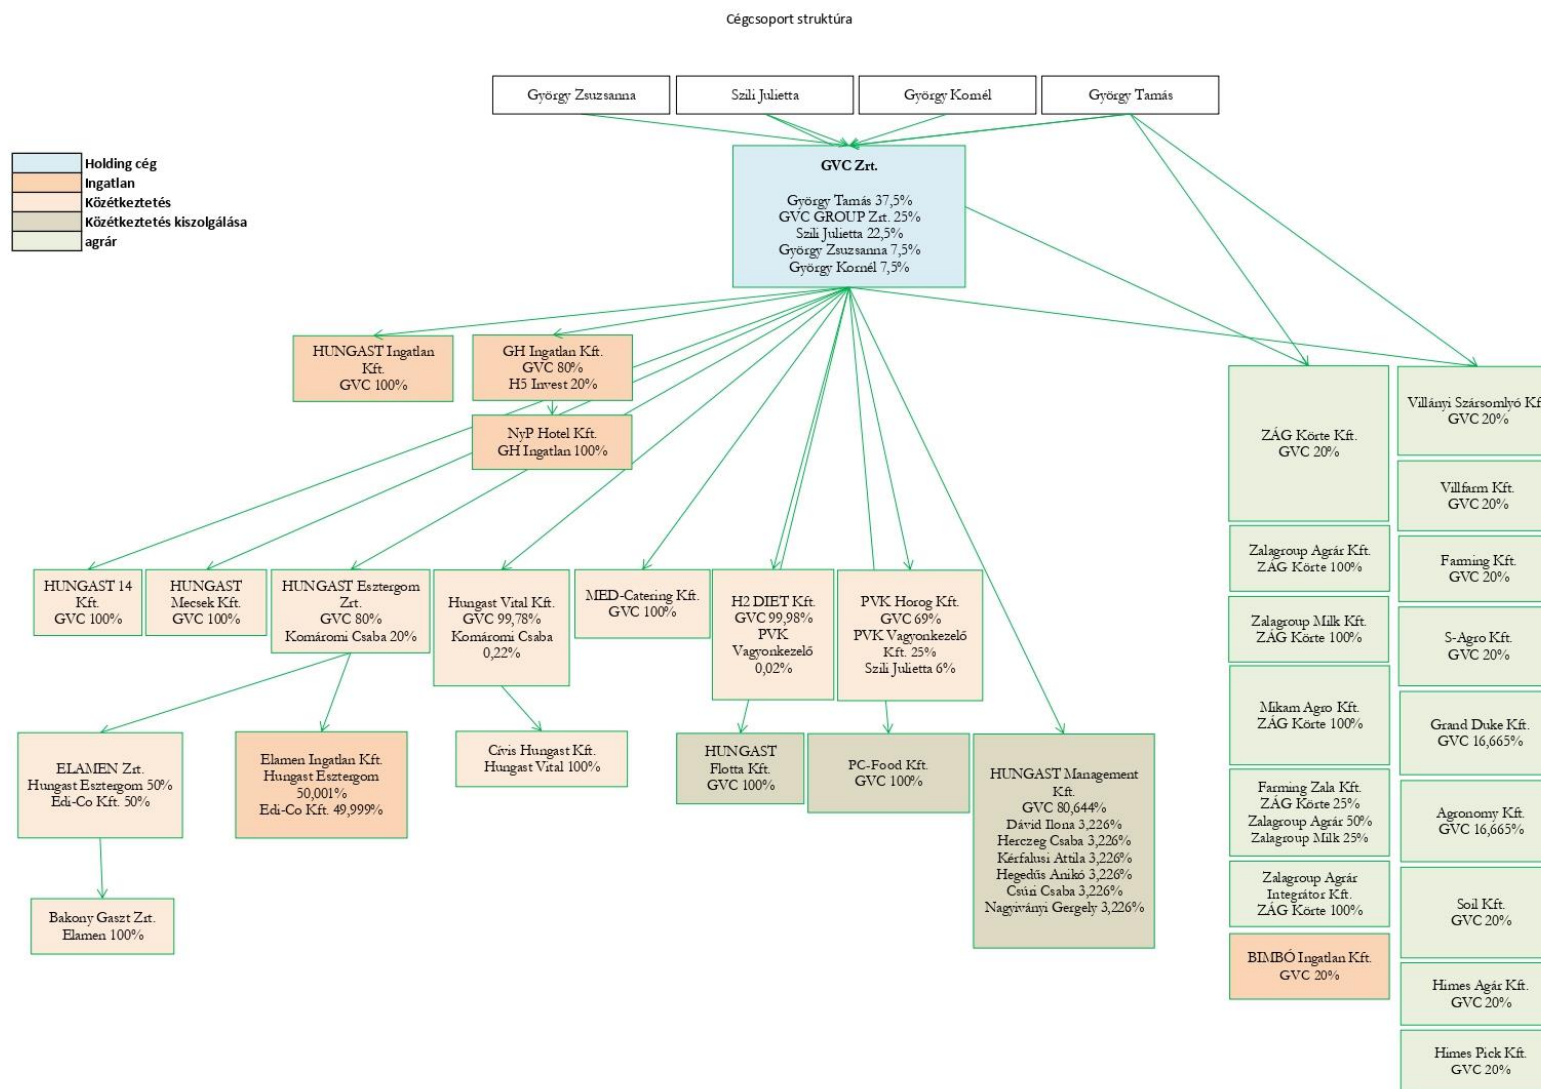 Cégcsoport struktúra
György Zsuzsanna
Szili Julietta
György Kornél
György Tamás
Holding cég
Ingatlan
Közétkeztetés
Közétkeztetés kiszolgálása
agrár
GVC Zrt.
György Tamás 37,5%
GVC GROUP Zrt. 25%
Szili Julietta 22,5%
György Zsuzsanna 7,5%
György Kornél 7,5%
HUNGAST Ingatlan
Kft.
GVC 100%
GH Ingatlan Kft.
GVC 80%
H5 Invest 20%
NyP Hotel Kft.
GH Ingatlan 100%
HUNGAST 14
Kft.
GVC 100%
HUNGAST
Mecsek Kft.
GVC 100%
HUNGAST Esztergom
Zrt.
GVC 80%
Komáromi Csaba 20%
Hungast Vital Kft.
GVC 99,78%
Komáromi Csaba
0,22%
MED-Catering Kft.
GVC 100%
H2 DIET Kft.
GVC 99,98%
PVK
Vagyonkezelő
0,02%
PVK Horog Kft.
GVC 69%
PVK Vagyonkezelő
Kft. 25%
Szili Julietta 6%
ELAMEN Zrt.
Hungast Esztergom 50%
Edi-Co Kft. 50%
Elamen Ingatlan Kft.
Hungast Esztergom
50,001%
Edi-Co Kft. 49,999%
Civis Hungast Kft.
Hungast Vital 100%
HUNGAST
Flotta Kft.
GVC 100%
PC-Food Kft.
GVC 100%
HUNGAST Management
Kft.
GVC 80,644%
Dávid Ilona 3,226%
Herczeg Csaba 3,226%
Kérfalusi Attila 3,226%
Hegedűs Anikó 3,226%
Csűri Csaba 3,226%
Nagyiványi Gergely 3,226%
Bakony Gaszt Zrt.
Elamen 100%
ZÁG Körte Kft.
GVC 20%
Zalagroup Agrár Kft.
ZÁG Körte 100%
Zalagroup Milk Kft.
ZÁG Körte 100%
Mikam Agro Kft.
ZÁG Körte 100%
Farming Zala Kft.
ZÁG Körte 25%
Zalagroup Agrár 50%
Zalagroup Milk 25%
Zalagroup Agrár
Integrátor Kft.
ZÁG Körte 100%
BIMBÓ Ingatlan Kft.
GVC 20%
Villányi Szársomlyó Kf
GVC 20%
Villfarm Kft.
GVC 20%
Farming Kft.
GVC 20%
S-Agro Kft.
GVC 20%
Grand Duke Kft.
GVC 16,665%
Agronomy Kft.
GVC 16,665%
Soil Kft.
GVC 20%
Himes Agár Kft.
GVC 20%
Himes Pick Kft.
GVC 20%